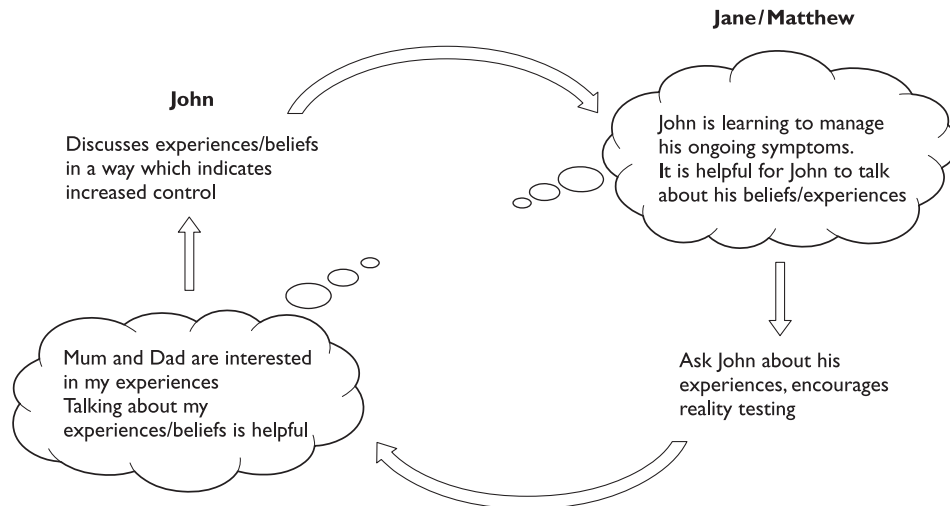 Jane/Matthew
John
Discusses experiences/beliefs
in a way which indicates
increased control
John is learning to manage
his ongoing symptoms.
It is helpful for John to talk
about his beliefs/experiences
Mum and Dad are interested
in my experiences
Talking about my
experiences/beliefs is helpful
Ask John about his
experiences, encourages
reality testing